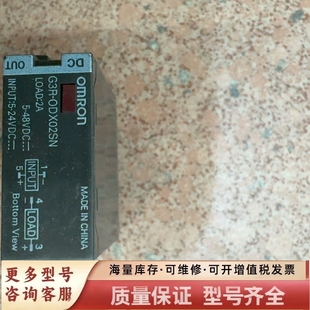 DC OUT
OMRON
G3R-ODX02SN
LOAD:2A
5-48VDC
INPUT:5-24VDC
1 - 4 - LOAD 3 +
INPUT
5 +
Bottom View
MADE IN CHINA
更多型号
咨询客服
海量库存·可维修·可开增值税发票
质量保证 型号齐全